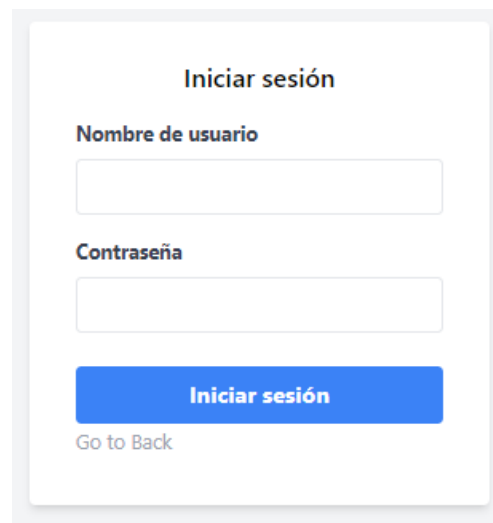 Iniciar sesión
Nombre de usuario
Contraseña
Iniciar sesión
Go to Back